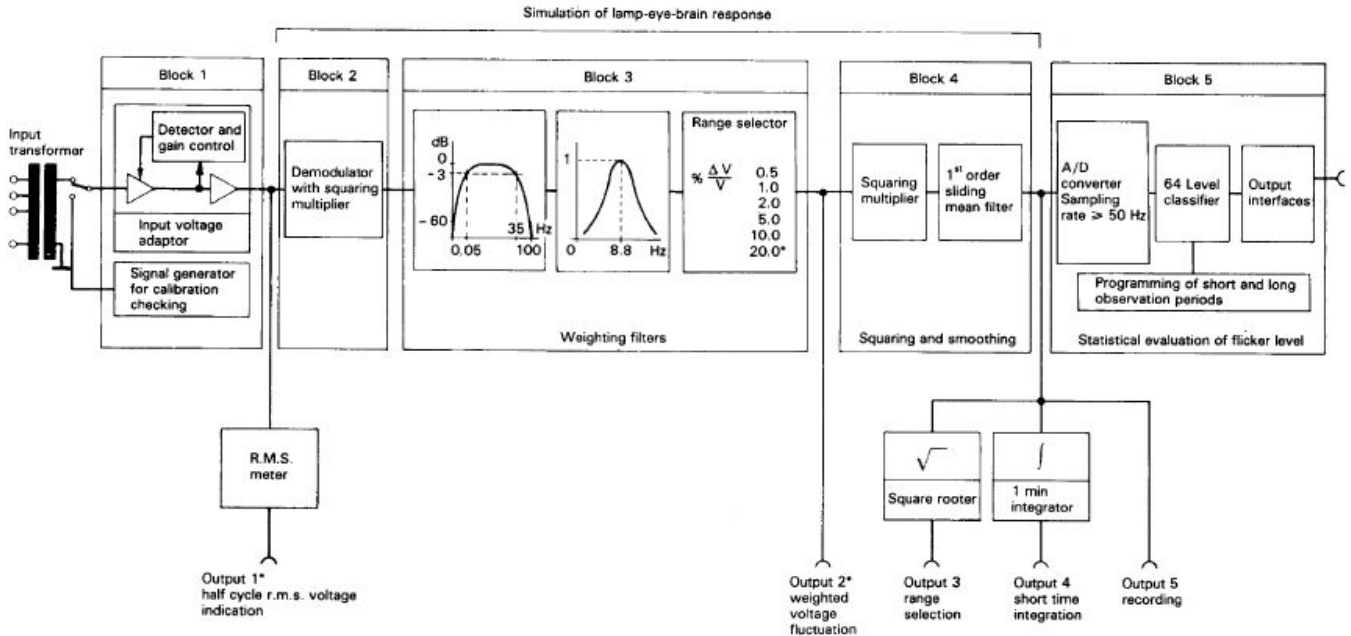 Simulation of lamp-eye-brain response
Block 1
Block 2
Block 3
Block 4
Block 5
Input
transformer
Detector and
gain control
Input voltage
adaptor
Signal generator
for calibration
checking
Demodulator
with squaring
multiplier
dB
0
- 3
- 60
0,05
35
Hz
100
1
0
8,8
Hz
Range selector
% ΔV/V
0.5
1.0
2.0
5.0
10.0
20.0*
Weighting filters
Squaring
multiplier
1st order
sliding
mean filter
Squaring and smoothing
A/D
converter
Sampling
rate ⩾ 50 Hz
64 Level
classifier
Output
interfaces
Programming of short and long
observation periods
Statistical evaluation of flicker level
R.M.S.
meter
√
Square rooter
∫
1 min
integrator
Output 1*
half cycle r.m.s. voltage
indication
Output 2*
weighted
voltage
fluctuation
Output 3
range
selection
Output 4
short time
integration
Output 5
recording